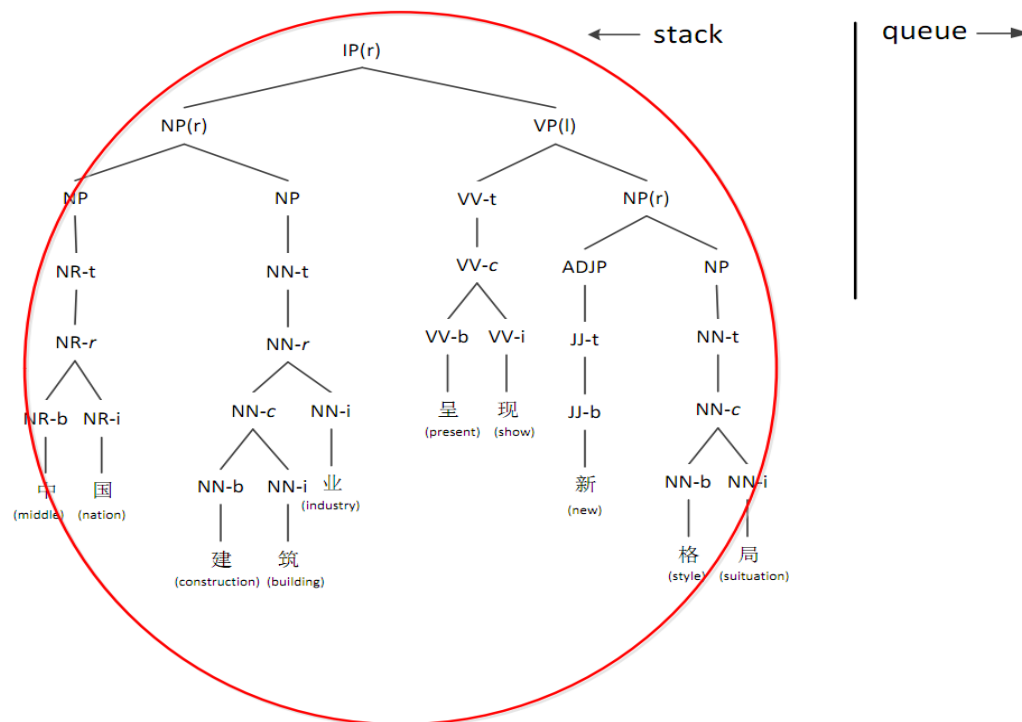 stack queue
IP(r)
NP(r) VP(l)
NP NP VV-t NP(r)
NR-t NN-t VV-c ADJP NP
NR-r NN-r VV-b VV-i JJ-t NN-t
NR-b NR-i NN-c NN-i 呈 现 JJ-b NN-c
(present) (show)
中 国 NN-b NN-i 业 新 NN-b NN-i
(middle) (nation) (industry) (new)
建 筑 格 局
(construction) (building) (style) (suituation)